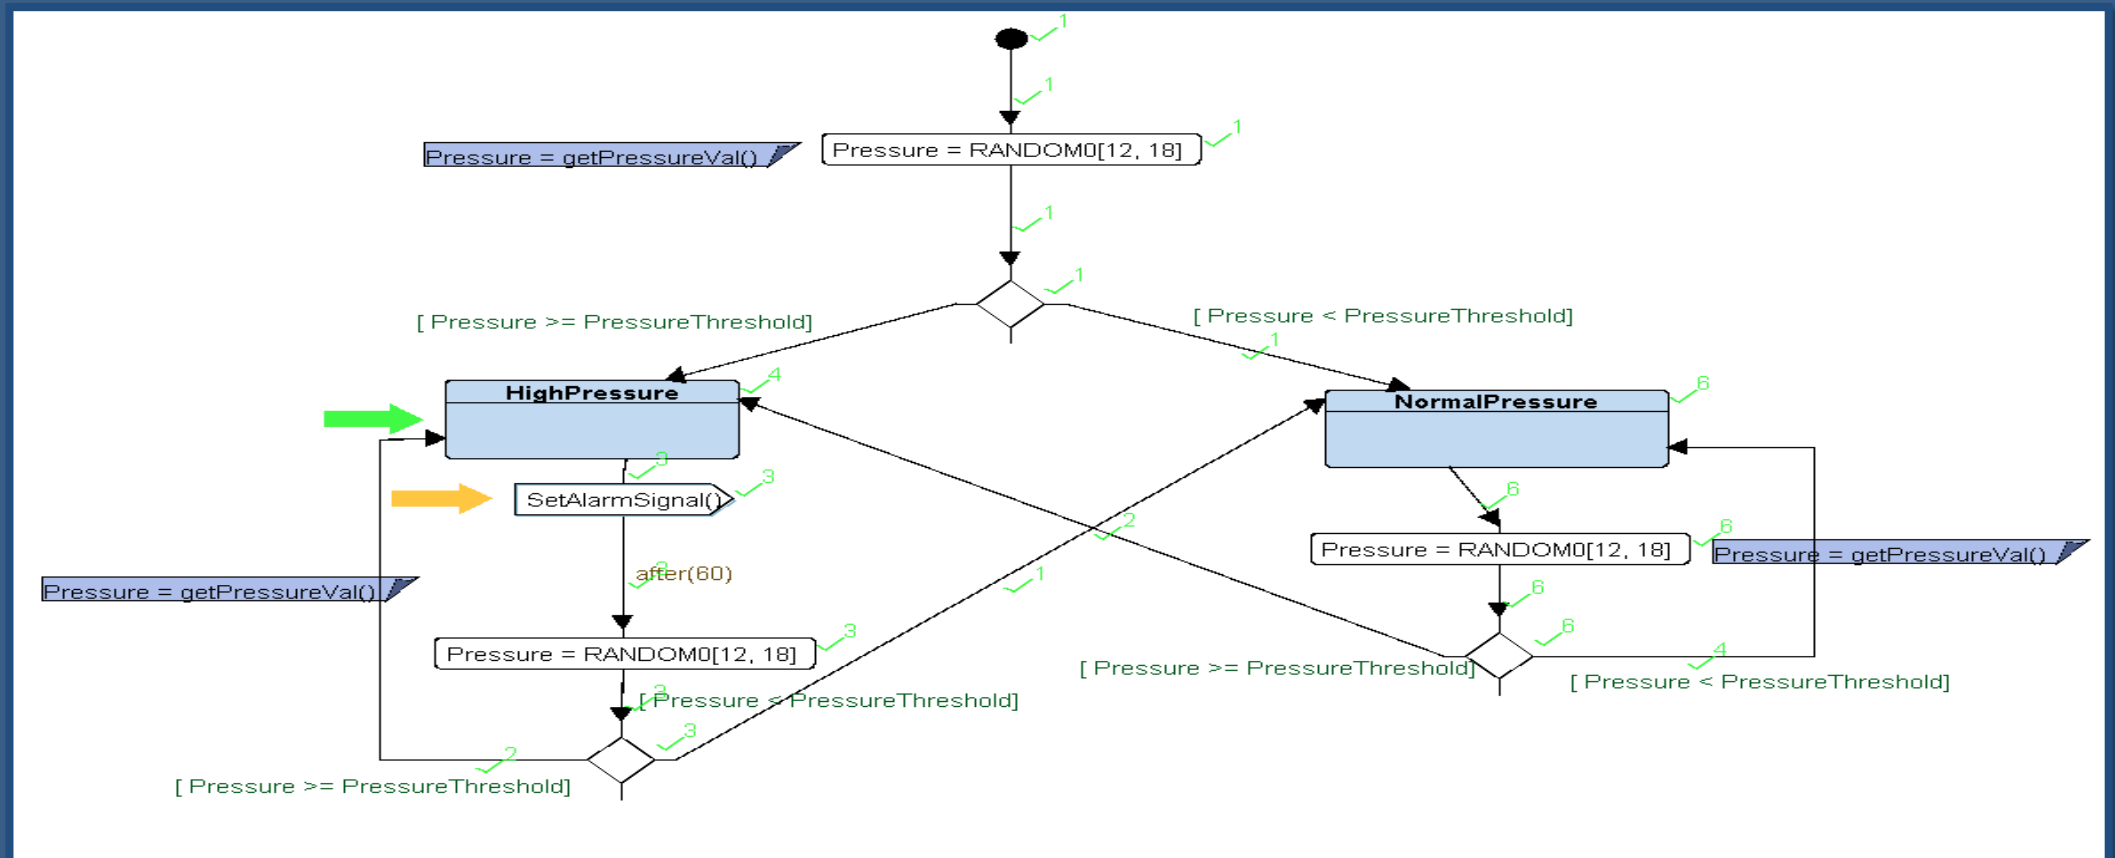 1
1
Pressure = getPressureVal()
Pressure = RANDOM0[12, 18]
1
1
1
[ Pressure >= PressureThreshold]
[ Pressure < PressureThreshold]
1
HighPressure
4
NormalPressure
6
3
SetAlarmSignal()
3
6
2
Pressure = RANDOM0[12, 18]
6
Pressure = getPressureVal()
after(60)
3
1
6
Pressure = getPressureVal()
Pressure = RANDOM0[12, 18]
3
6
[ Pressure >= PressureThreshold]
4
[ Pressure < PressureThreshold]
3
[ Pressure < PressureThreshold]
3
2
[ Pressure >= PressureThreshold]